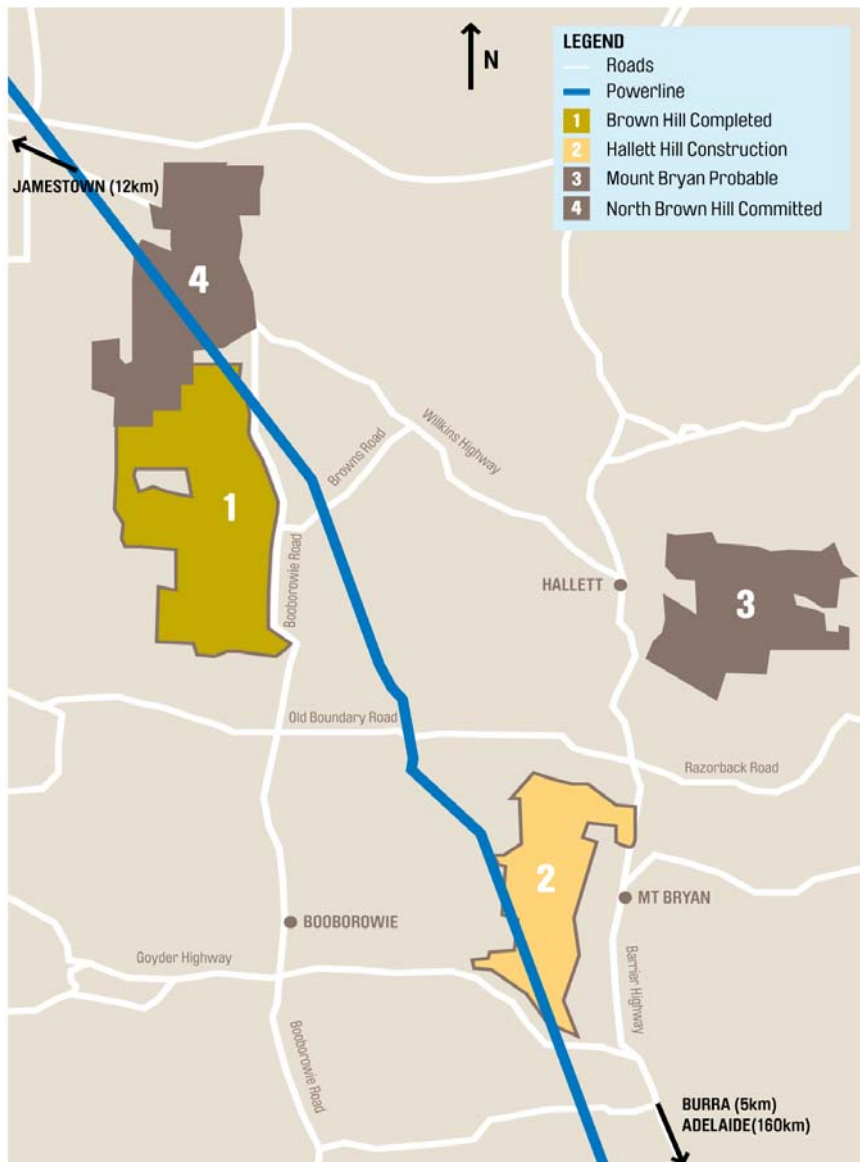 N
LEGEND
Roads
Powerline
1 Brown Hill Completed
2 Hallett Hill Construction
3 Mount Bryan Probable
4 North Brown Hill Committed
JAMESTOWN (12km)
4
Willkins Highway
Browns Road
1
Booborowie Road
HALLETT
3
Old Boundary Road
Razorback Road
2
MT BRYAN
BOOBOROWIE
Goyder Highway
Barrier Highway
Booborowie Road
BURRA (5km)
ADELAIDE(160km)